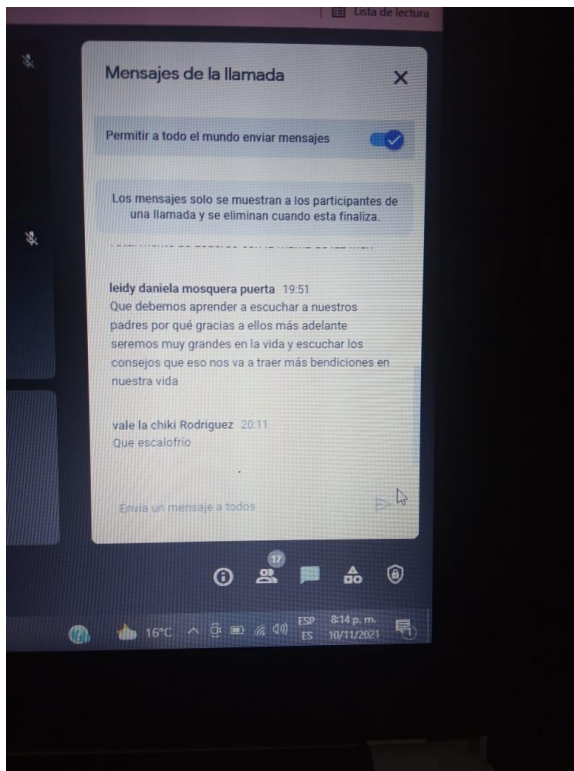 Lista de lectura
Mensajes de la llamada
Permitir a todo el mundo enviar mensajes
Los mensajes solo se muestran a los participantes de
una llamada y se eliminan cuando esta finaliza.
leidy daniela mosquera puerta 19:51
Que debemos aprender a escuchar a nuestros
padres por qué gracias a ellos más adelante
seremos muy grandes en la vida y escuchar los
consejos que eso nos va a traer más bendiciones en
nuestra vida
vale la chiki Rodriguez 20:11
Que escalofrio
Envía un mensaje a todos
17
16°C
ESP
ES
8:14 p. m.
10/11/2021
1